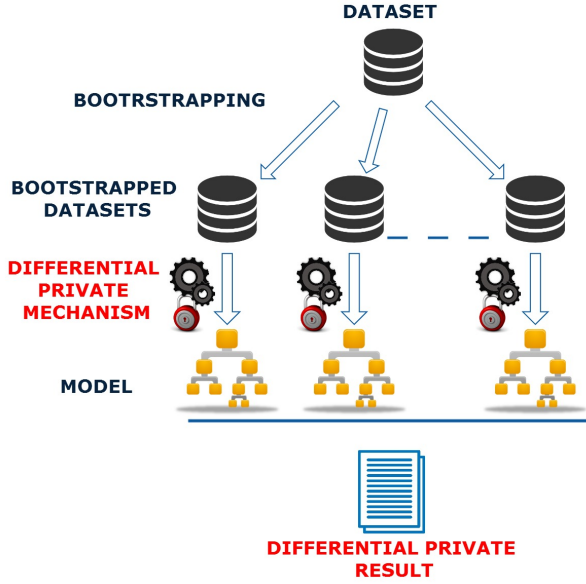 DATASET
BOOTRSTRAPPING
BOOTSTRAPPED
DATASETS
DIFFERENTIAL
PRIVATE
MECHANISM
MODEL
DIFFERENTIAL PRIVATE
RESULT